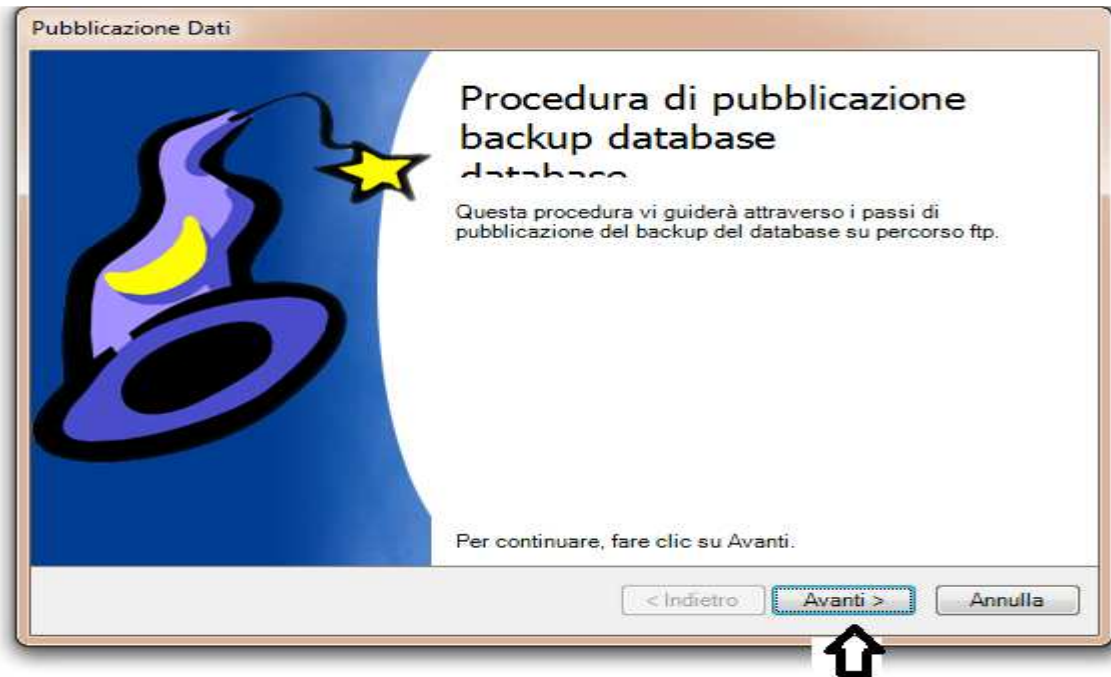 Pubblicazione Dati
Procedura di pubblicazione
backup database
database
Questa procedura vi guiderà attraverso i passi di
pubblicazione del backup del database su percorso ftp.
Per continuare, fare clic su Avanti.
< Indietro
Avanti >
Annulla